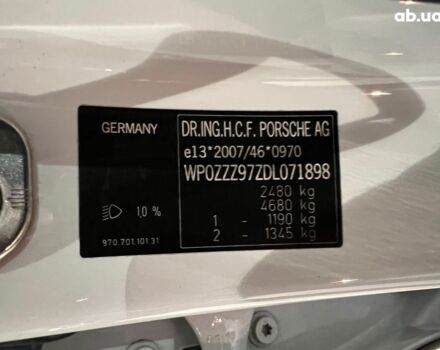 ab.ua
GERMANY
DR.ING.H.C.F. PORSCHE AG
e13*2007/46*0970
WP0ZZZ97ZDL071898
2480 kg
4680 kg
1 - 1190 kg
2 - 1345 kg
1,0 %
970.701.101.31